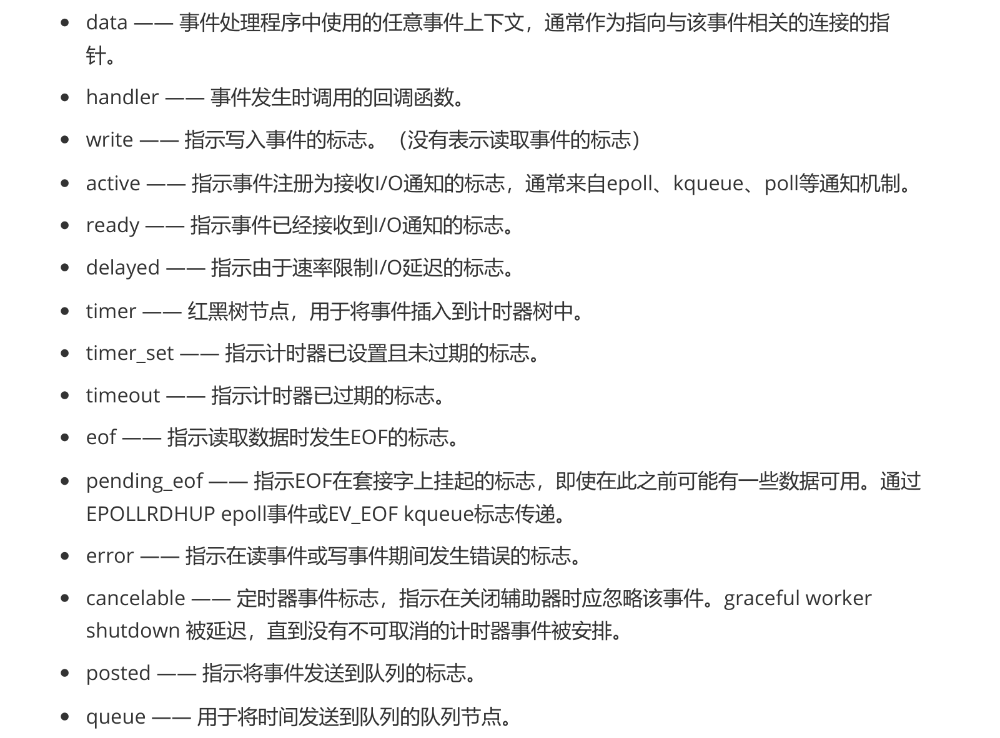 • data —— 事件处理程序中使用的任意事件上下文，通常作为指向与该事件相关的连接的指
针。
• handler —— 事件发生时调用的回调函数。
• write —— 指示写入事件的标志。（没有表示读取事件的标志）
• active —— 指示事件注册为接收I/O通知的标志，通常来自epoll、kqueue、poll等通知机制。
• ready —— 指示事件已经接收到I/O通知的标志。
• delayed —— 指示由于速率限制I/O延迟的标志。
• timer —— 红黑树节点，用于将事件插入到计时器树中。
• timer_set —— 指示计时器已设置且未过期的标志。
• timeout —— 指示计时器已过期的标志。
• eof —— 指示读取数据时发生EOF的标志。
• pending_eof —— 指示EOF在套接字上挂起的标志，即使在此之前可能有一些数据可用。通过
EPOLLRDHUP epoll事件或EV_EOF kqueue标志传递。
• error —— 指示在读事件或写事件期间发生错误的标志。
• cancelable —— 定时器事件标志，指示在关闭辅助器时应忽略该事件。graceful worker
shutdown 被延迟，直到没有不可取消的计时器事件被安排。
• posted —— 指示将事件发送到队列的标志。
• queue —— 用于将时间发送到队列的队列节点。